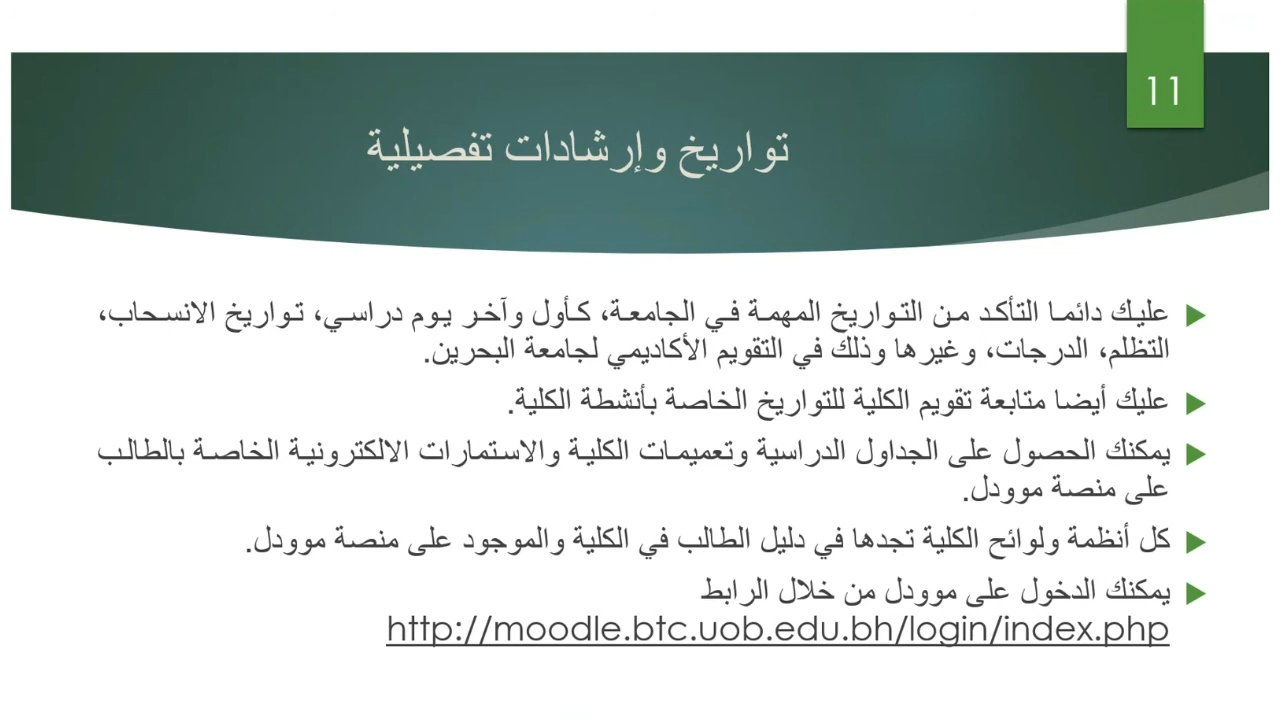 11
تواريخ وإرشادات تفصيلية
عليك دائما التأكد من التواريخ المهمة في الجامعة، كأول وآخر يوم دراسي، تواريخ الانسحاب،
التظلم، الدرجات، وغيرها وذلك في التقويم الأكاديمي لجامعة البحرين.
عليك أيضا متابعة تقويم الكلية للتواريخ الخاصة بأنشطة الكلية.
يمكنك الحصول على الجداول الدراسية وتعميمات الكلية والاستمارات الالكترونية الخاصة بالطالب
على منصة موودل.
كل أنظمة ولوائح الكلية تجدها في دليل الطالب في الكلية والموجود على منصة موودل.
يمكنك الدخول على موودل من خلال الرابط
http://moodle.btc.uob.edu.bh/login/index.php